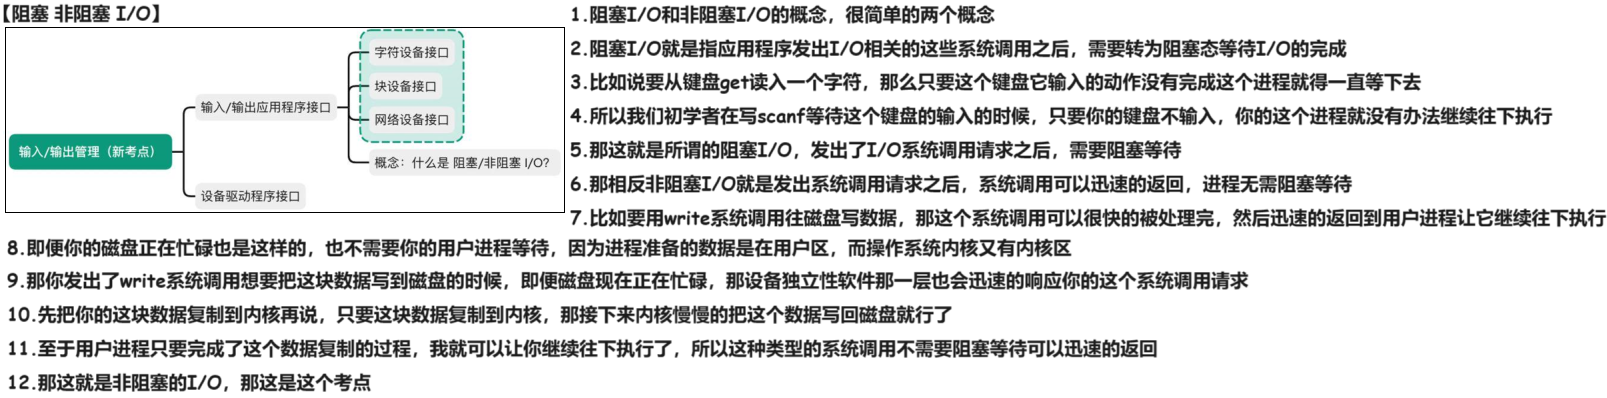 【阻塞 非阻塞 I/O】
输入/输出管理（新考点）
输入/输出应用程序接口
字符设备接口
块设备接口
网络设备接口
概念：什么是 阻塞/非阻塞 I/O?
设备驱动程序接口
1.阻塞I/O和非阻塞I/O的概念，很简单的两个概念
2.阻塞I/O就是指应用程序发出I/O相关的这些系统调用之后，需要转为阻塞态等待I/O的完成
3.比如说要从键盘get读入一个字符，那么只要这个键盘它输入的动作没有完成这个进程就得一直等下去
4.所以我们初学者在写scanf等待这个键盘的输入的时候，只要你的键盘不输入，你的这个进程就没有办法继续往下执行
5.那这就是所谓的阻塞I/O，发出了I/O系统调用请求之后，需要阻塞等待
6.那相反非阻塞I/O就是发出系统调用请求之后，系统调用可以迅速的返回，进程无需阻塞等待
7.比如要用write系统调用往磁盘写数据，那这个系统调用可以很快的被处理完，然后迅速的返回到用户进程让它继续往下执行
8.即便你的磁盘正在忙碌也是这样的，也不需要你的用户进程等待，因为进程准备的数据是在用户区，而操作系统内核又有内核区
9.那你发出了write系统调用想要把这块数据写到磁盘的时候，即便磁盘现在正在忙碌，那设备独立性软件那一层也会迅速的响应你的这个系统调用请求
10.先把你的这块数据复制到内核再说，只要这块数据复制到内核，那接下来内核慢慢的把这个数据写回磁盘就行了
11.至于用户进程只要完成了这个数据复制的过程，我就可以让你继续往下执行了，所以这种类型的系统调用不需要阻塞等待可以迅速的返回
12.那这就是非阻塞的I/O，那这是这个考点